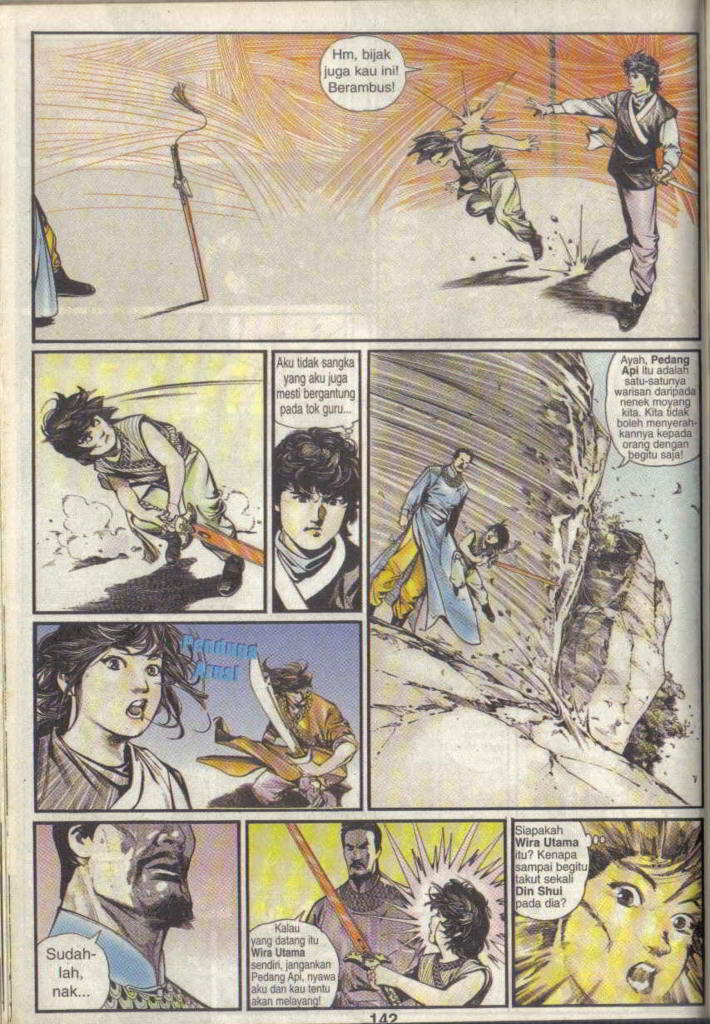 Hm, bijak
juga kau ini!
Berambus!
Aku tidak sangka
yang aku juga
mesti bergantung
pada tok guru...
Ayah, Pedang
Api itu adalah
satu-satunya
warisan daripada
nenek moyang
kita. Kita tidak
boleh menyerah-
kannya kepada
orang dengan
begitu saja!
Pendung
Arus!
Sudah-
lah,
nak...
Kalau
yang datang itu
Wira Utama
sendiri, jangankan
Pedang Api, nyawa
aku dan kau tentu
akan melayang!
Siapakah
Wira Utama
itu? Kenapa
sampai begitu
takut sekali
Din Shui
pada dia?
142